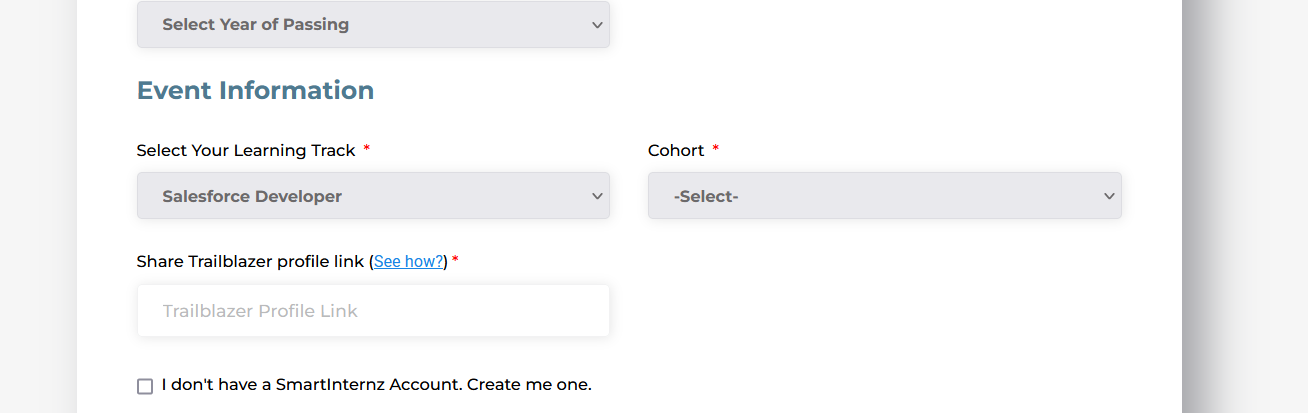 Select Year of Passing
Event Information
Select Your Learning Track *
Cohort *
Salesforce Developer
-Select-
Share Trailblazer profile link (See how?) *
Trailblazer Profile Link
I don't have a SmartInternz Account. Create me one.